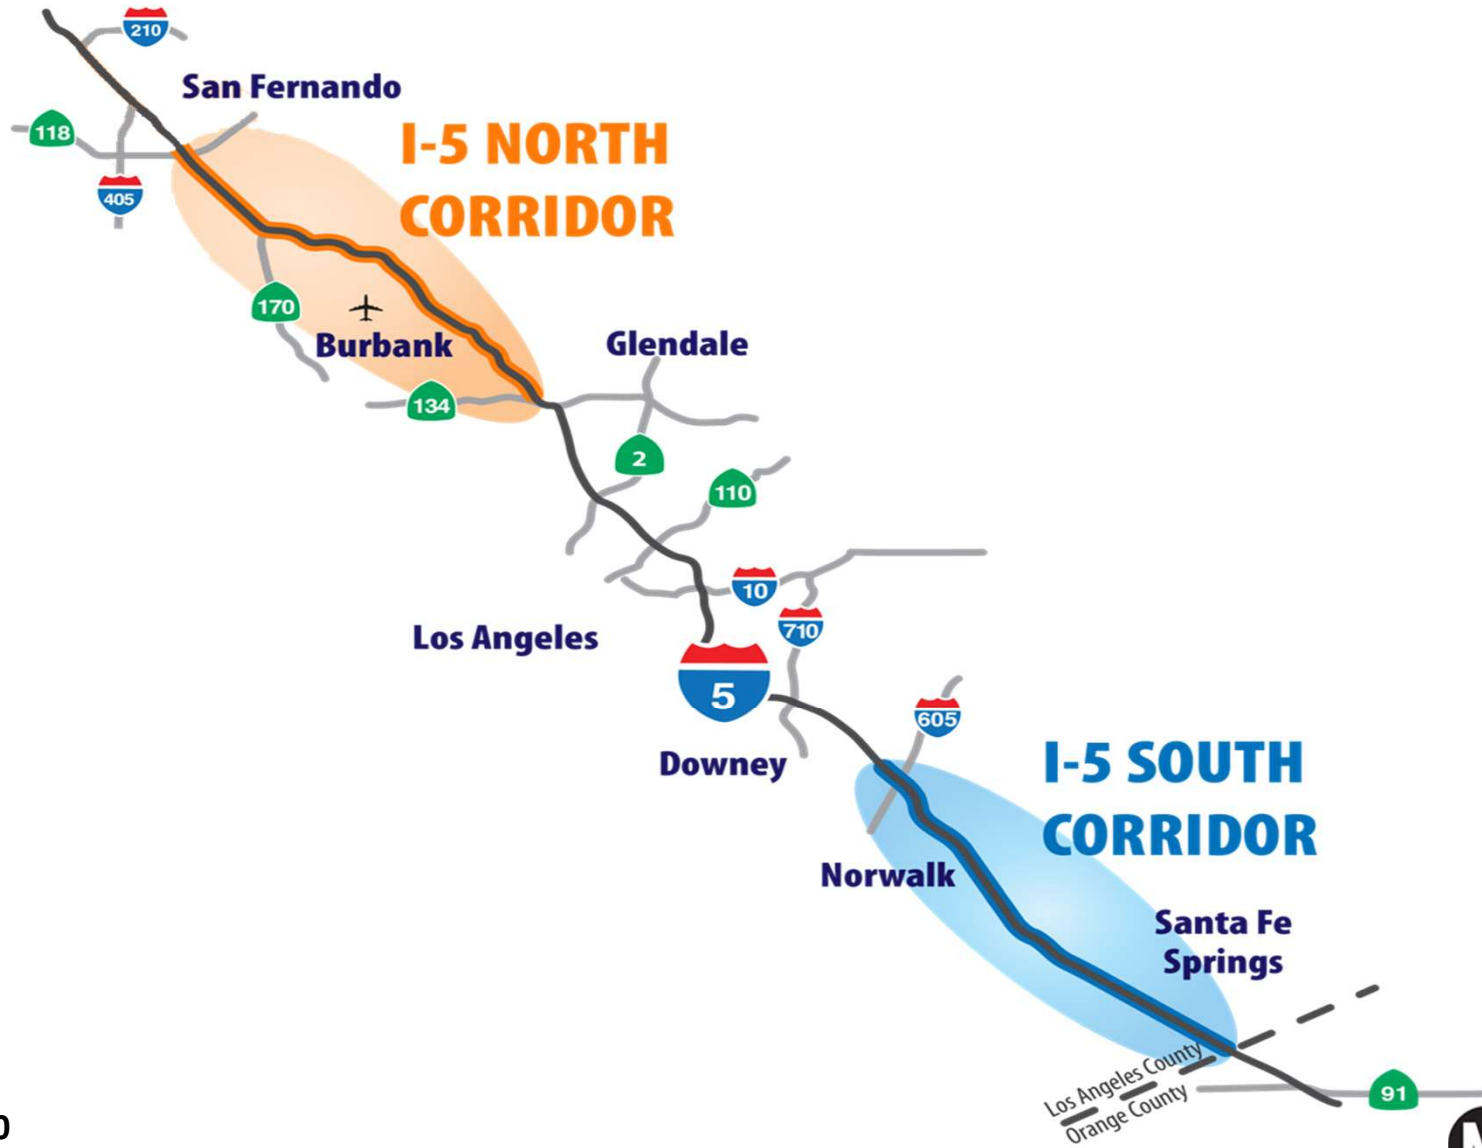 210
San Fernando
118
I-5 NORTH
CORRIDOR
405
170
Burbank
Glendale
134
2
110
10
710
Los Angeles
5
605
Downey
I-5 SOUTH
CORRIDOR
Norwalk
Santa Fe
Springs
Los Angeles County
Orange County
91